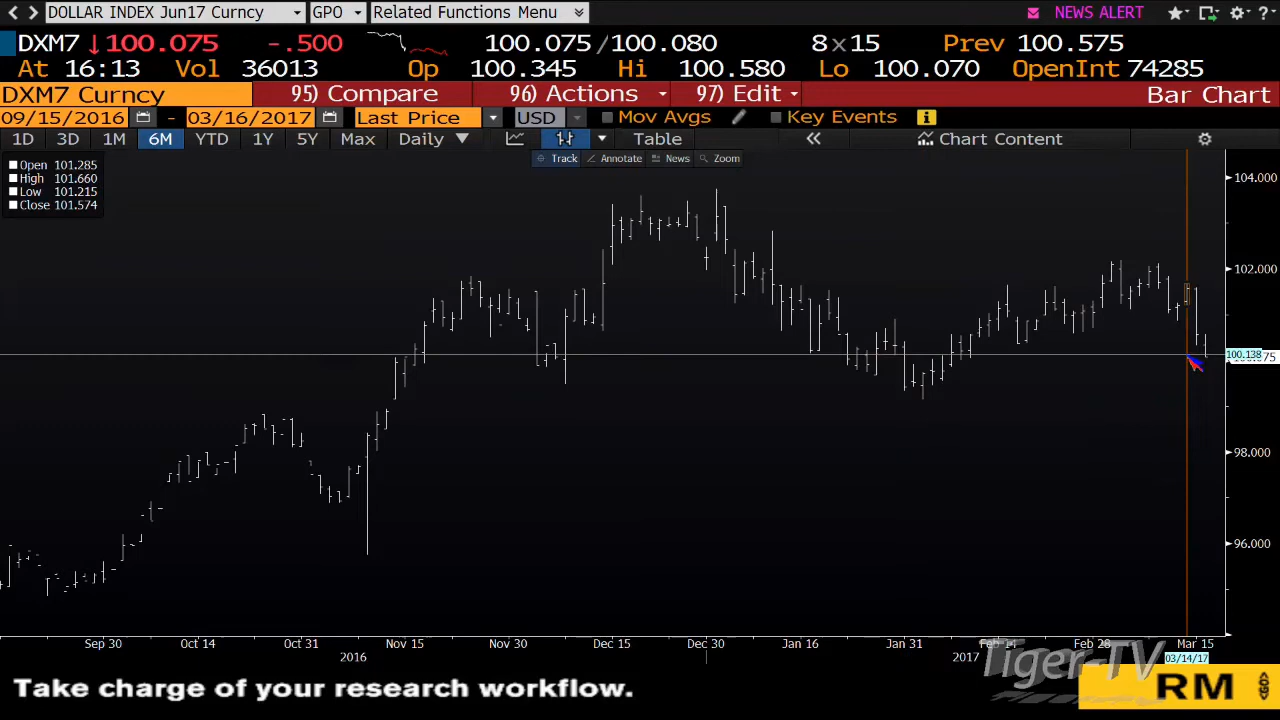 DOLLAR INDEX Jun17 Curncy GPO Related Functions Menu NEWS ALERT ?
DXM7 ↓100.075 -.500 100.075/100.080 8x15 Prev 100.575
At 16:13 Vol 36013 Op 100.345 Hi 100.580 Lo 100.070 OpenInt 74285
DXM7 Curncy 95) Compare 96) Actions 97) Edit Bar Chart
09/15/2016 - 03/16/2017 Last Price USD Mov Avgs Key Events i
1D 3D 1M 6M YTD 1Y 5Y Max Daily Table « Chart Content
Track Annotate News Zoom
Open 101.285
High 101.660
Low 101.215
Close 101.574
104.000
102.000
100.138
98.000
96.000
Sep 30 Oct 14 Oct 31 Nov 15 Nov 30 Dec 15 Dec 30 Jan 16 Jan 31 Feb 14 Feb 28 Mar 15
2016 2017 03/14/17
Tiger-TV
Take charge of your research workflow. RM GO